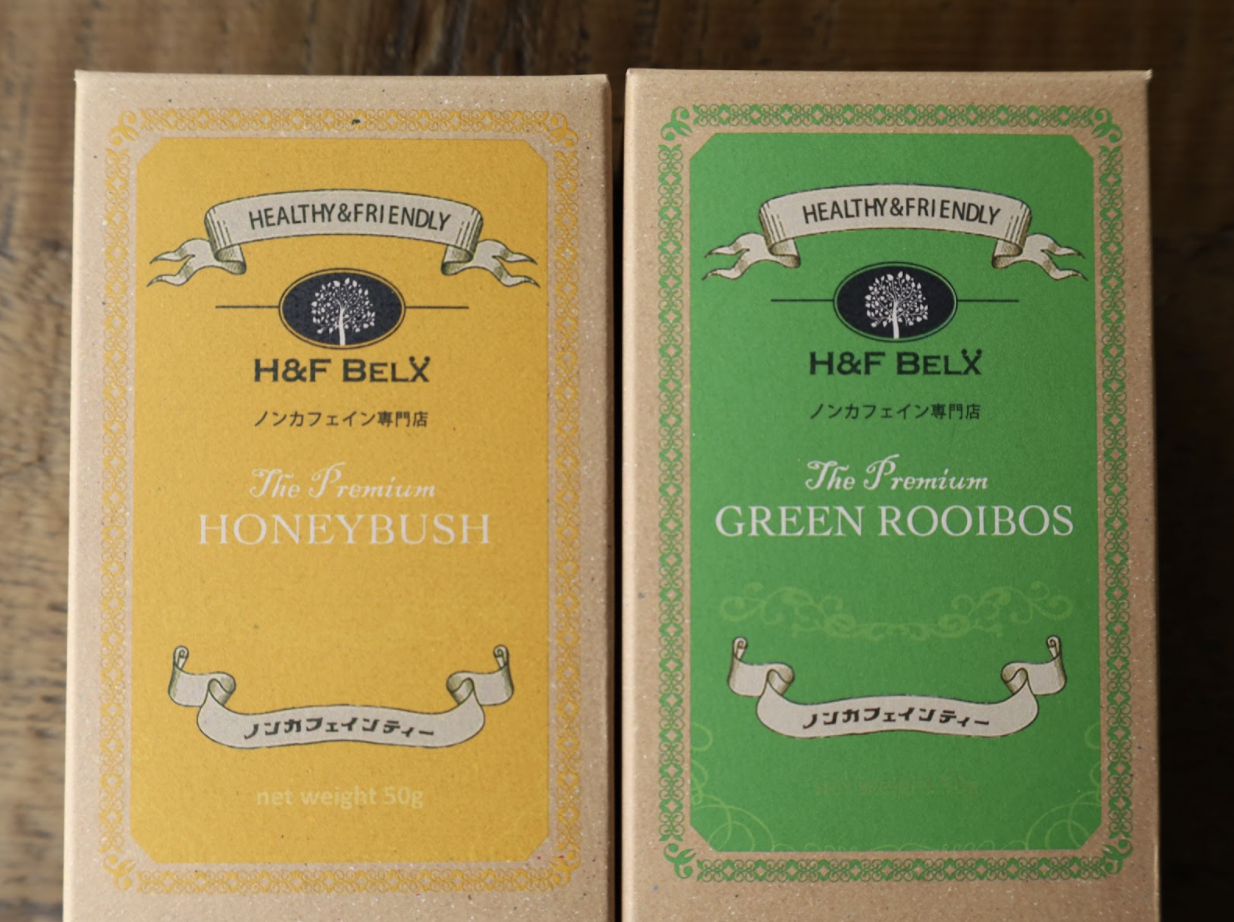 HEALTHY&FRIENDLY
H&F BELX
ノンカフェイン専門店
The Premium
HONEYBUSH
ノンカフェインティー
net weight 50g
HEALTHY&FRIENDLY
H&F BELX
ノンカフェイン専門店
The Premium
GREEN ROOIBOS
ノンカフェインティー